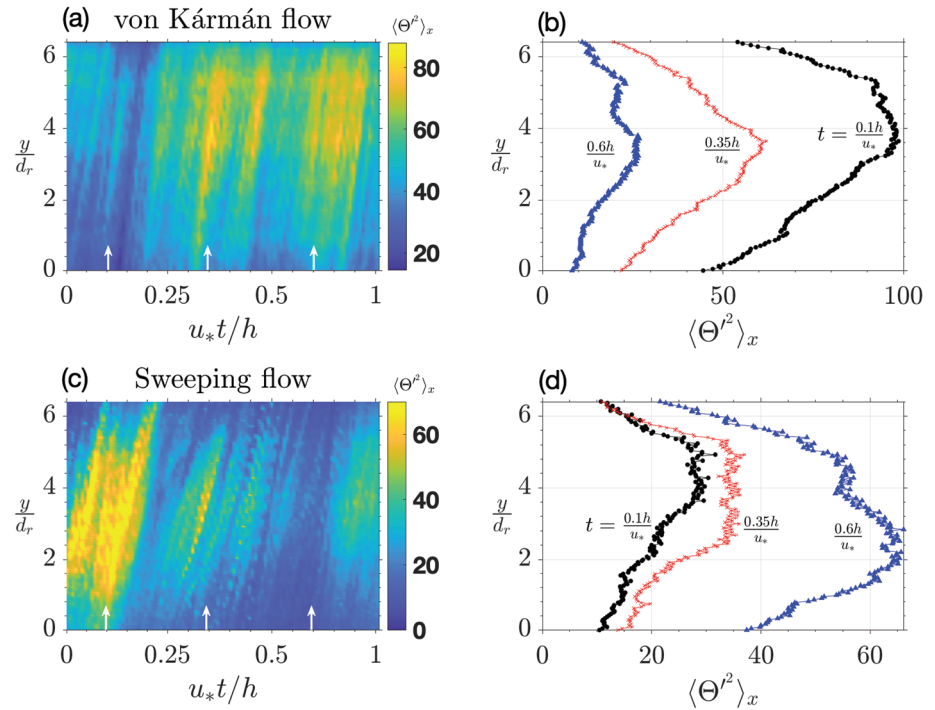 (a) von Kármán flow ⟨Θ′²⟩ₓ
6
4
2
0
y/dᵣ
0 0.25 0.5 0.75 1
u*t/h
80
60
40
20
(b)
6
4
2
0
y/dᵣ
0.6h/u*
0.35h/u*
t = 0.1h/u*
0 50 100
⟨Θ′²⟩ₓ
(c) Sweeping flow ⟨Θ′²⟩ₓ
6
4
2
0
y/dᵣ
0 0.25 0.5 0.75 1
u*t/h
60
40
20
0
(d)
6
4
2
0
y/dᵣ
t = 0.1h/u*
0.35h/u*
0.6h/u*
0 20 40 60
⟨Θ′²⟩ₓ